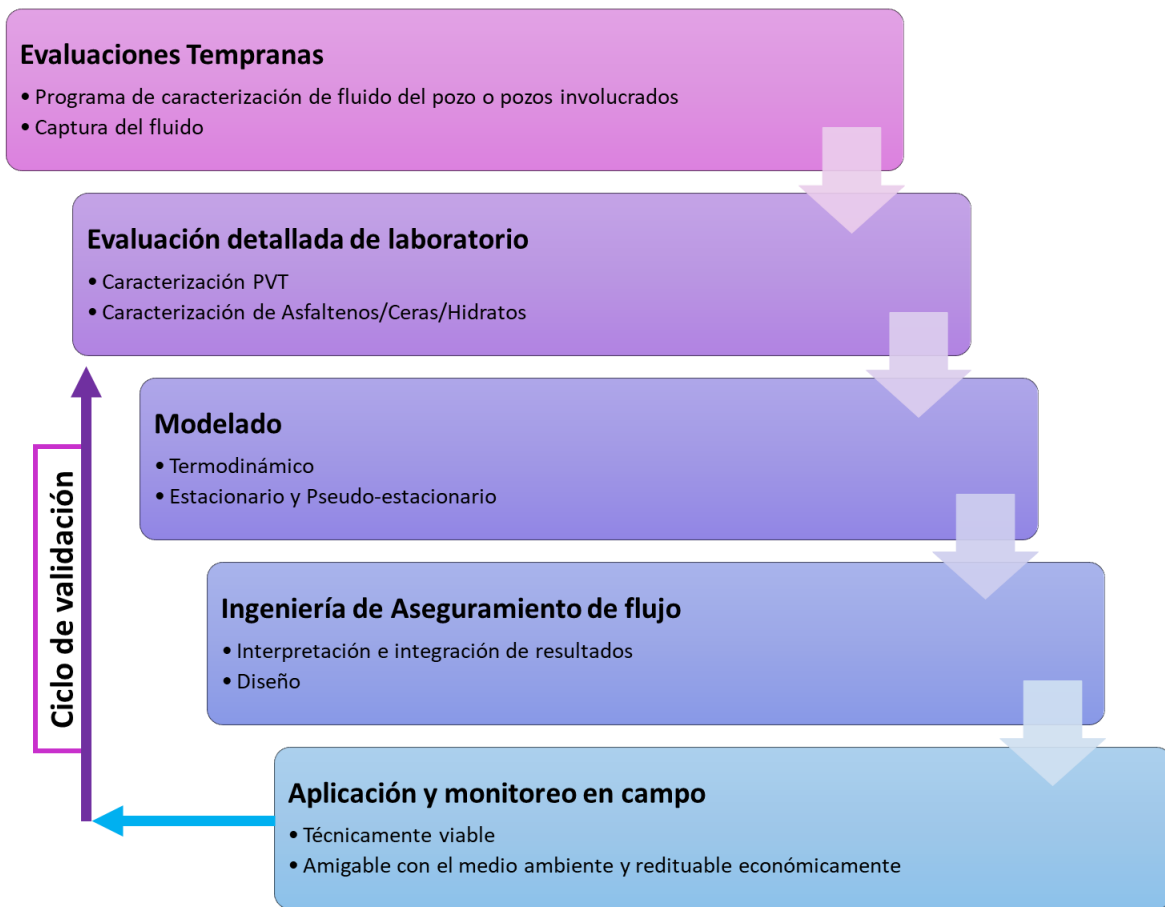 Evaluaciones Tempranas
• Programa de caracterización de fluido del pozo o pozos involucrados
• Captura del fluido
Evaluación detallada de laboratorio
• Caracterización PVT
• Caracterización de Asfaltenos/Ceras/Hidratos
Modelado
• Termodinámico
• Estacionario y Pseudo-estacionario
Ciclo de validación
Ingeniería de Aseguramiento de flujo
• Interpretación e integración de resultados
• Diseño
Aplicación y monitoreo en campo
• Técnicamente viable
• Amigable con el medio ambiente y redituable económicamente